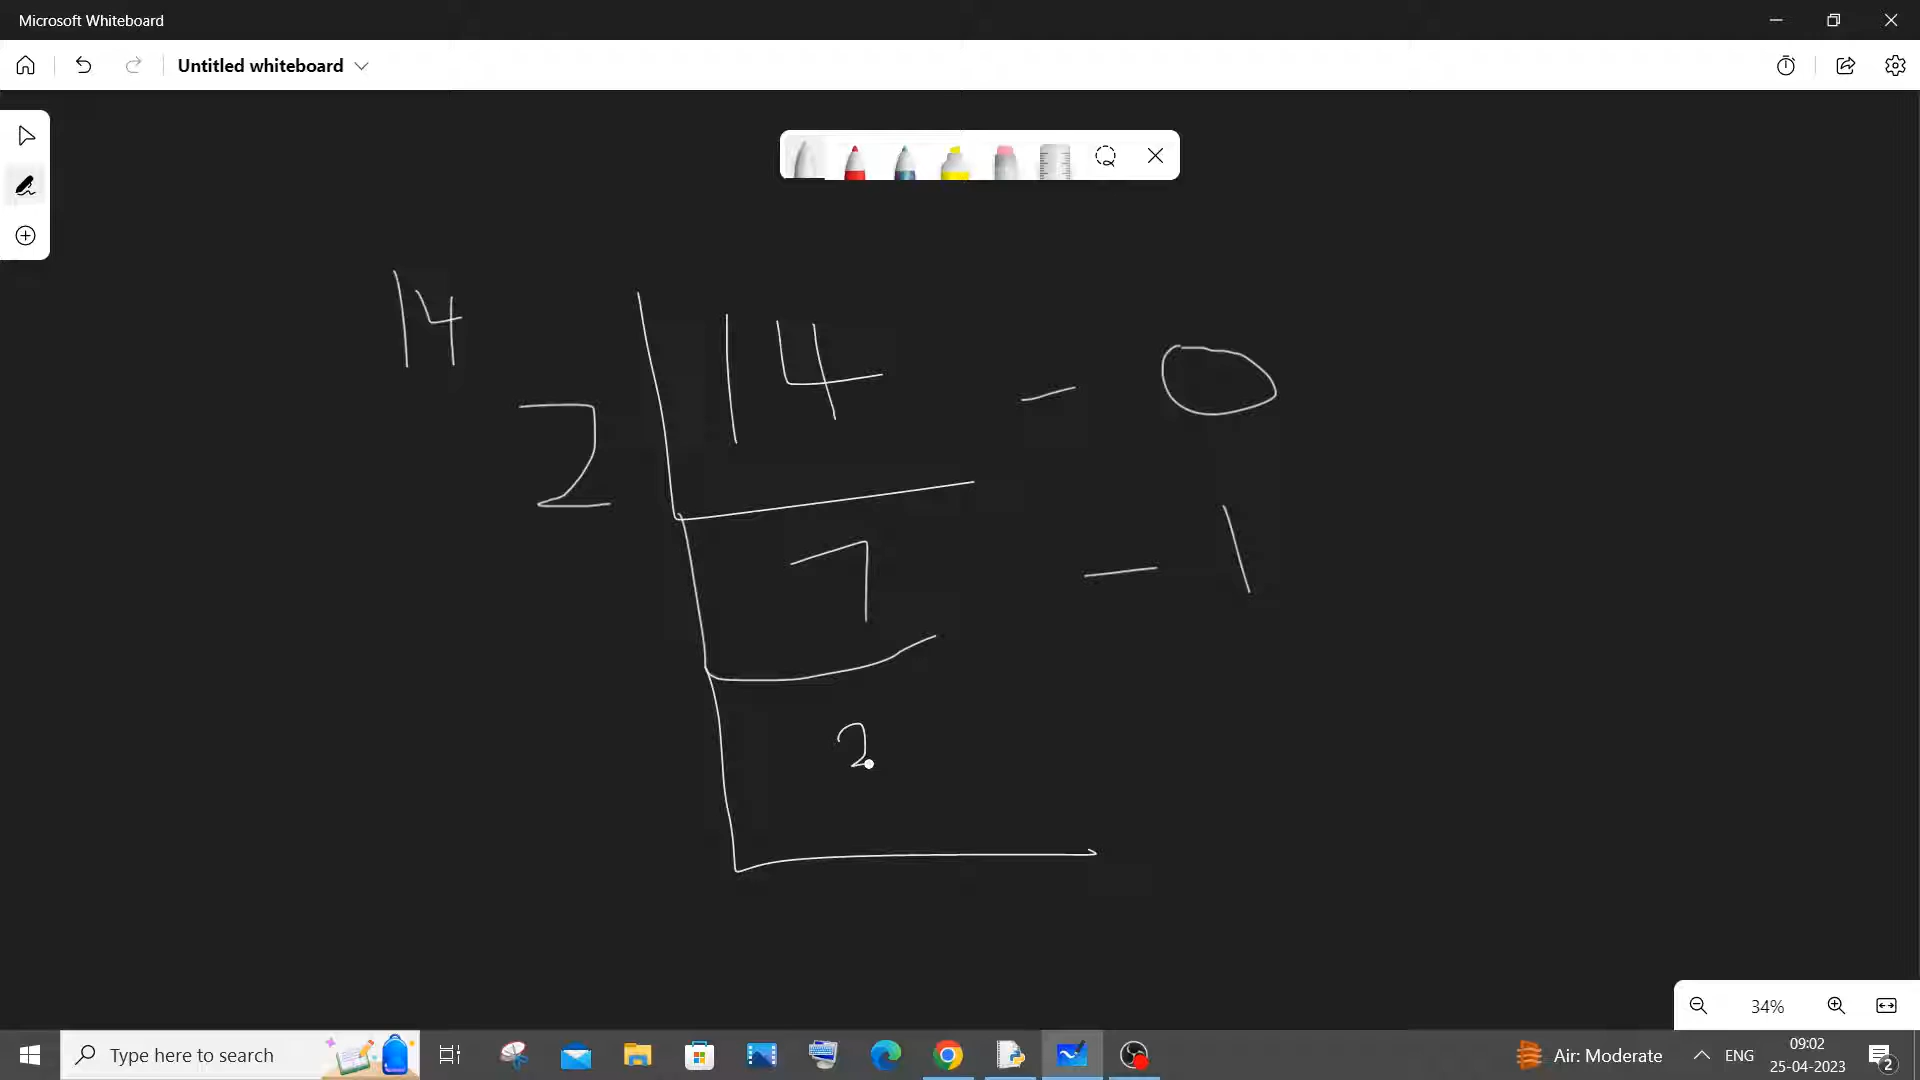 Microsoft Whiteboard
Untitled whiteboard
14
2 14 - 0
7 - 1
2
34%
Type here to search
Air: Moderate
ENG
09:02
25-04-2023
2